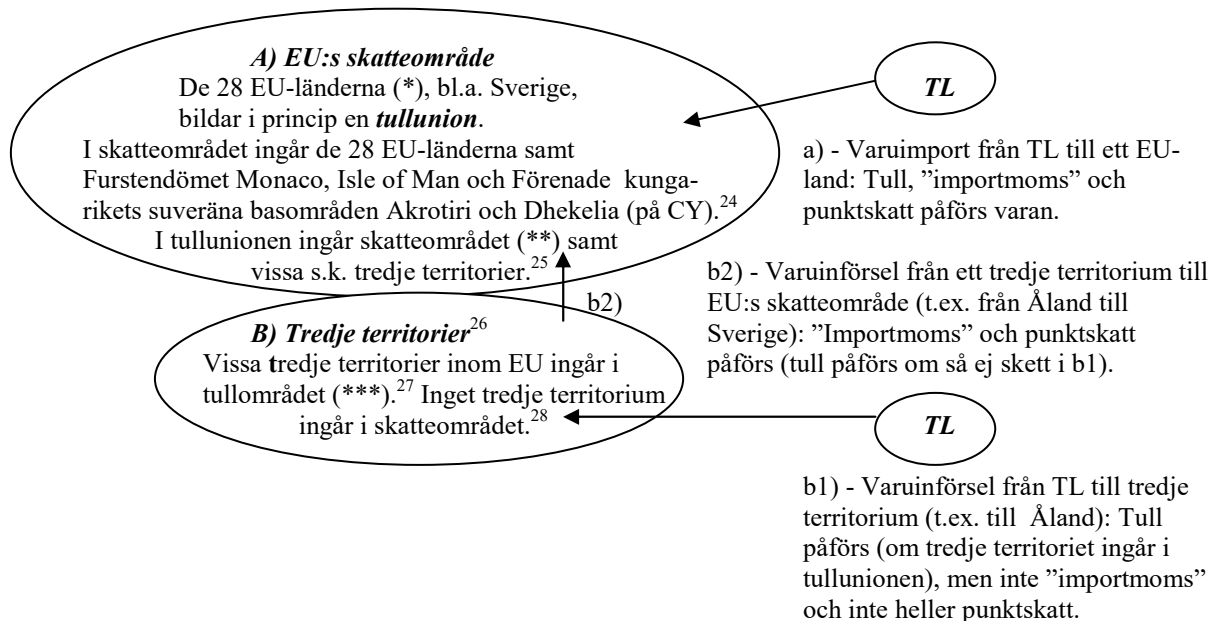 A) EU:s skatteområde
De 28 EU-länderna (*), bl.a. Sverige,
bildar i princip en tullunion.
I skatteområdet ingår de 28 EU-länderna samt
Furstendömet Monaco, Isle of Man och Förenade kunga-
rikets suveräna basområden Akrotiri och Dhekelia (på CY).24
I tullunionen ingår skatteområdet (**) samt
vissa s.k. tredje territorier.25
TL
a) - Varuimport från TL till ett EU-
land: Tull, ”importmoms” och
punktskatt påförs varan.
b2)
b2) - Varuinförsel från ett tredje territorium till
EU:s skatteområde (t.ex. från Åland till
Sverige): ”Importmoms” och punktskatt
påförs (tull påförs om så ej skett i b1).
B) Tredje territorier26
Vissa tredje territorier inom EU ingår i
tullområdet (***).27 Inget tredje territorium
ingår i skatteområdet.28
TL
b1) - Varuinförsel från TL till tredje
territorium (t.ex. till Åland): Tull
påförs (om tredje territoriet ingår i
tullunionen), men inte ”importmoms”
och inte heller punktskatt.